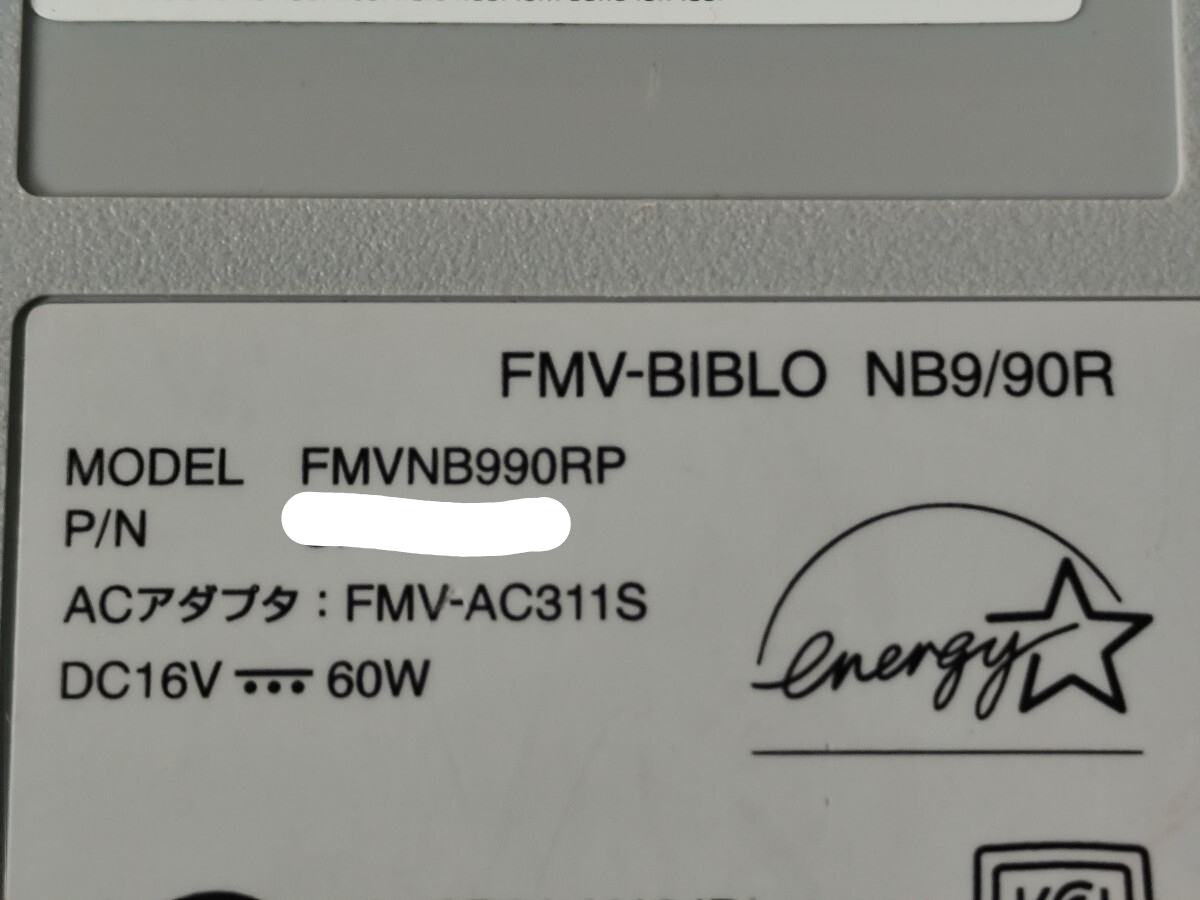 FMV-BIBLO NB9/90R
MODEL FMVNB990RP
P/N
ACアダプタ：FMV-AC311S
DC16V ⎓ 60W
energy